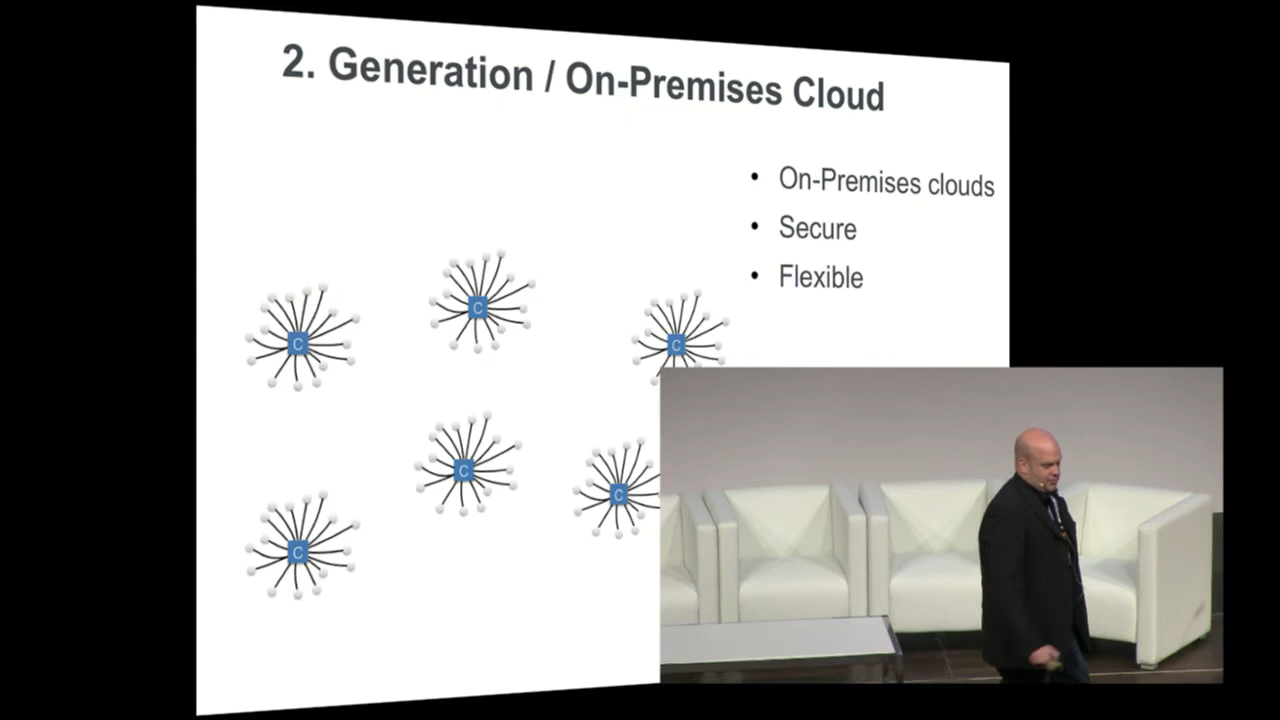 2. Generation / On-Premises Cloud
• On-Premises clouds
• Secure
• Flexible
C
C
C
C
C
C